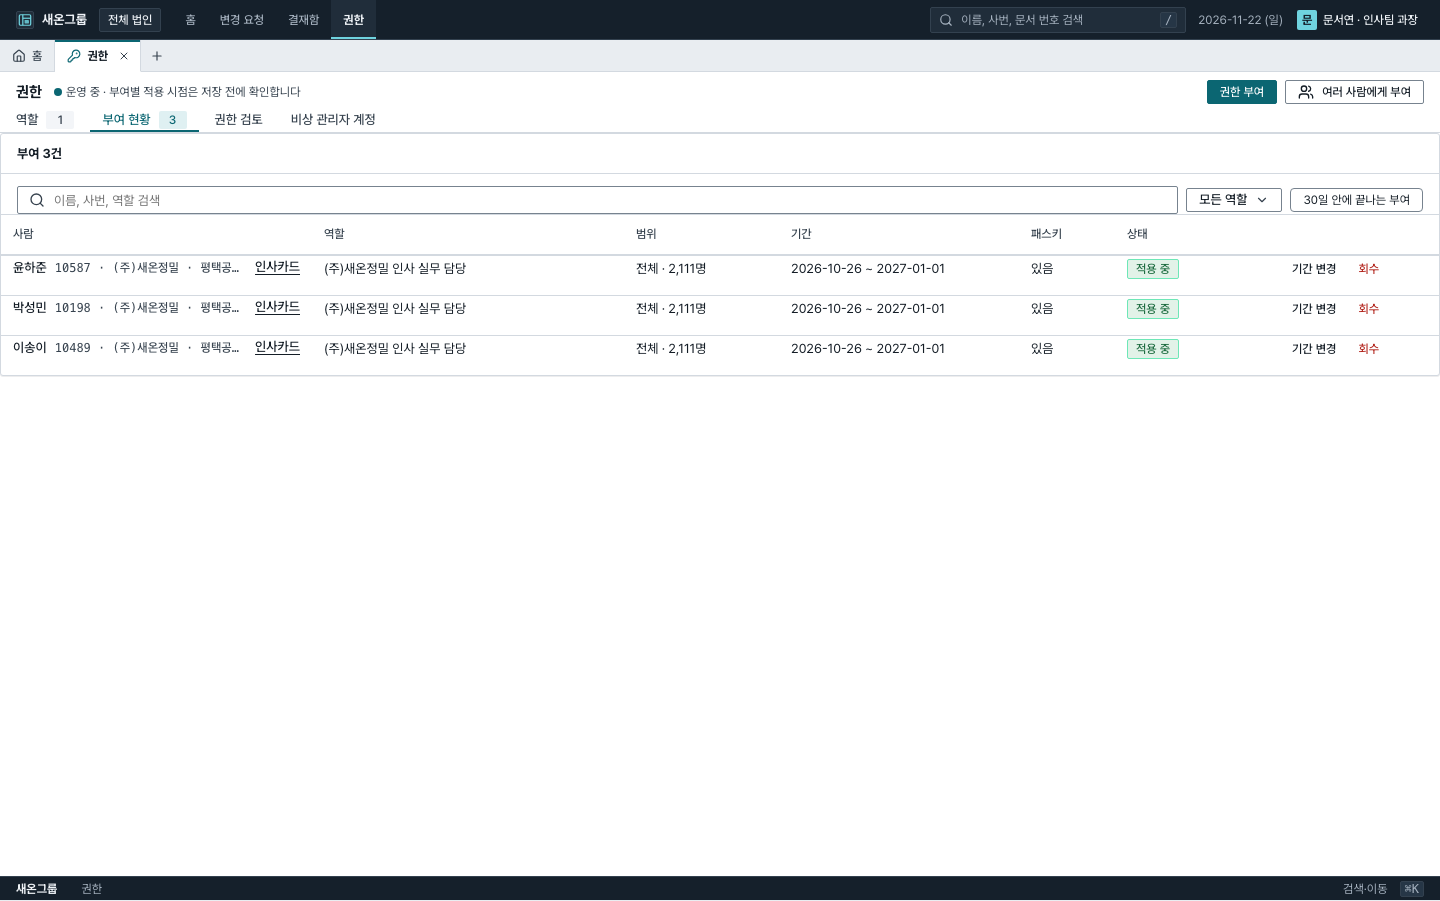 새온그룹 전체 법인 홈 변경 요청 결재함 권한 이름, 사번, 문서 번호 검색 / 2026-11-22 (일) 문 문서연 · 인사팀 과장
홈 권한
권한 운영 중 · 부여별 적용 시점은 저장 전에 확인합니다 권한 부여 여러 사람에게 부여
역할 1 부여 현황 3 권한 검토 비상 관리자 계정
부여 3건
이름, 사번, 역할 검색 모든 역할 30일 안에 끝나는 부여
사람 역할 범위 기간 패스키 상태
윤하준 10587 · (주)새온정밀 · 평택공… 인사카드 (주)새온정밀 인사 실무 담당 전체 · 2,111명 2026-10-26 ~ 2027-01-01 있음 적용 중 기간 변경 회수
박성민 10198 · (주)새온정밀 · 평택공… 인사카드 (주)새온정밀 인사 실무 담당 전체 · 2,111명 2026-10-26 ~ 2027-01-01 있음 적용 중 기간 변경 회수
이송이 10489 · (주)새온정밀 · 평택공… 인사카드 (주)새온정밀 인사 실무 담당 전체 · 2,111명 2026-10-26 ~ 2027-01-01 있음 적용 중 기간 변경 회수
새온그룹 권한 검색·이동 ⌘K